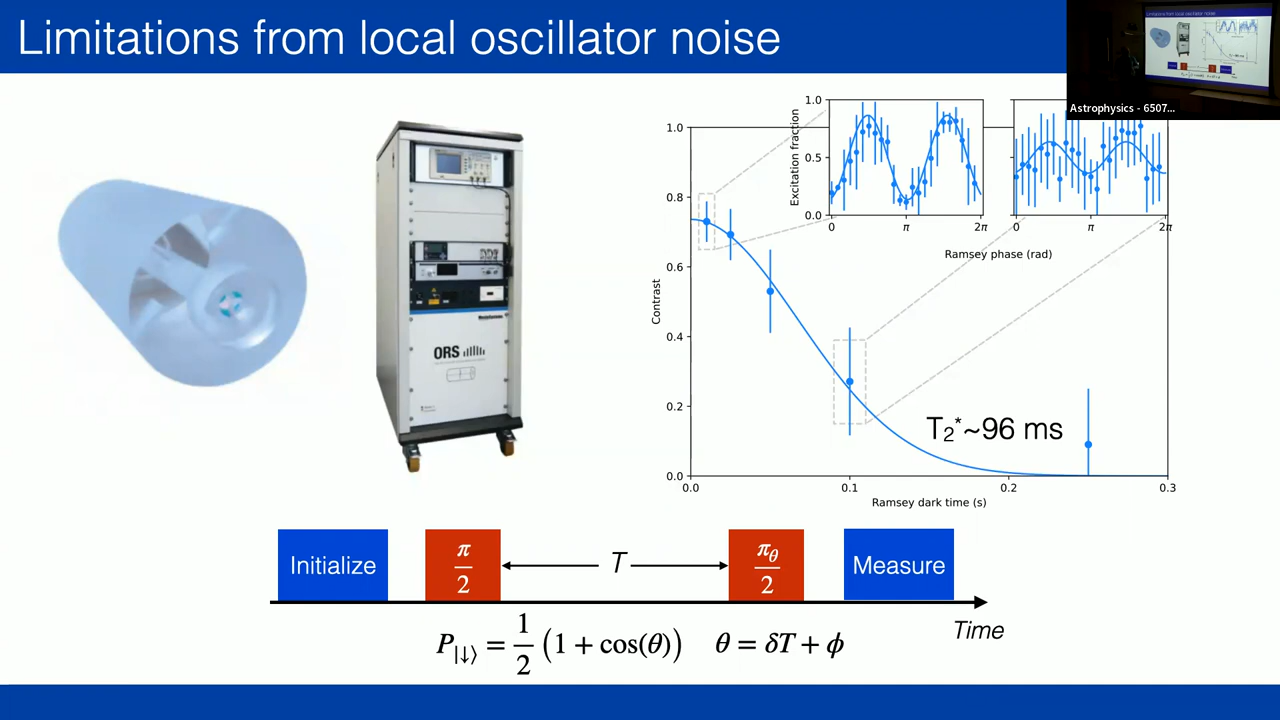 Limitations from local oscillator noise
Astrophysics - 6507...
ORS
Excitation fraction
1.0
0.5
0.0
0
π
2π
0
π
2π
Ramsey phase (rad)
Contrast
1.0
0.8
0.6
0.4
0.2
0.0
0.0
0.1
0.2
0.3
Ramsey dark time (s)
T₂*~96 ms
Initialize
π/2
T
π_θ/2
Measure
Time
P|↓⟩ = 1/2 (1 + cos(θ)) θ = δT + ϕ